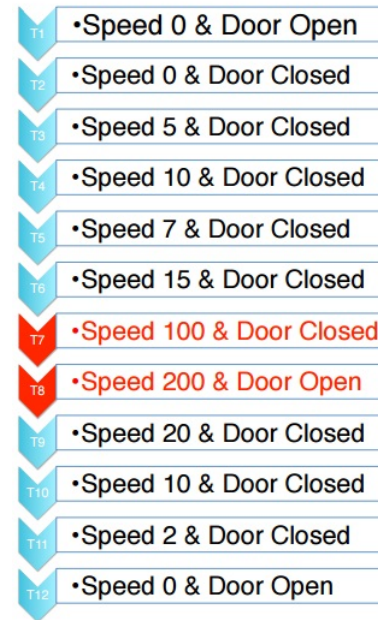 T1 •Speed 0 & Door Open
T2 •Speed 0 & Door Closed
T3 •Speed 5 & Door Closed
T4 •Speed 10 & Door Closed
T5 •Speed 7 & Door Closed
T6 •Speed 15 & Door Closed
T7 •Speed 100 & Door Closed
T8 •Speed 200 & Door Open
T9 •Speed 20 & Door Closed
T10 •Speed 10 & Door Closed
T11 •Speed 2 & Door Closed
T12 •Speed 0 & Door Open